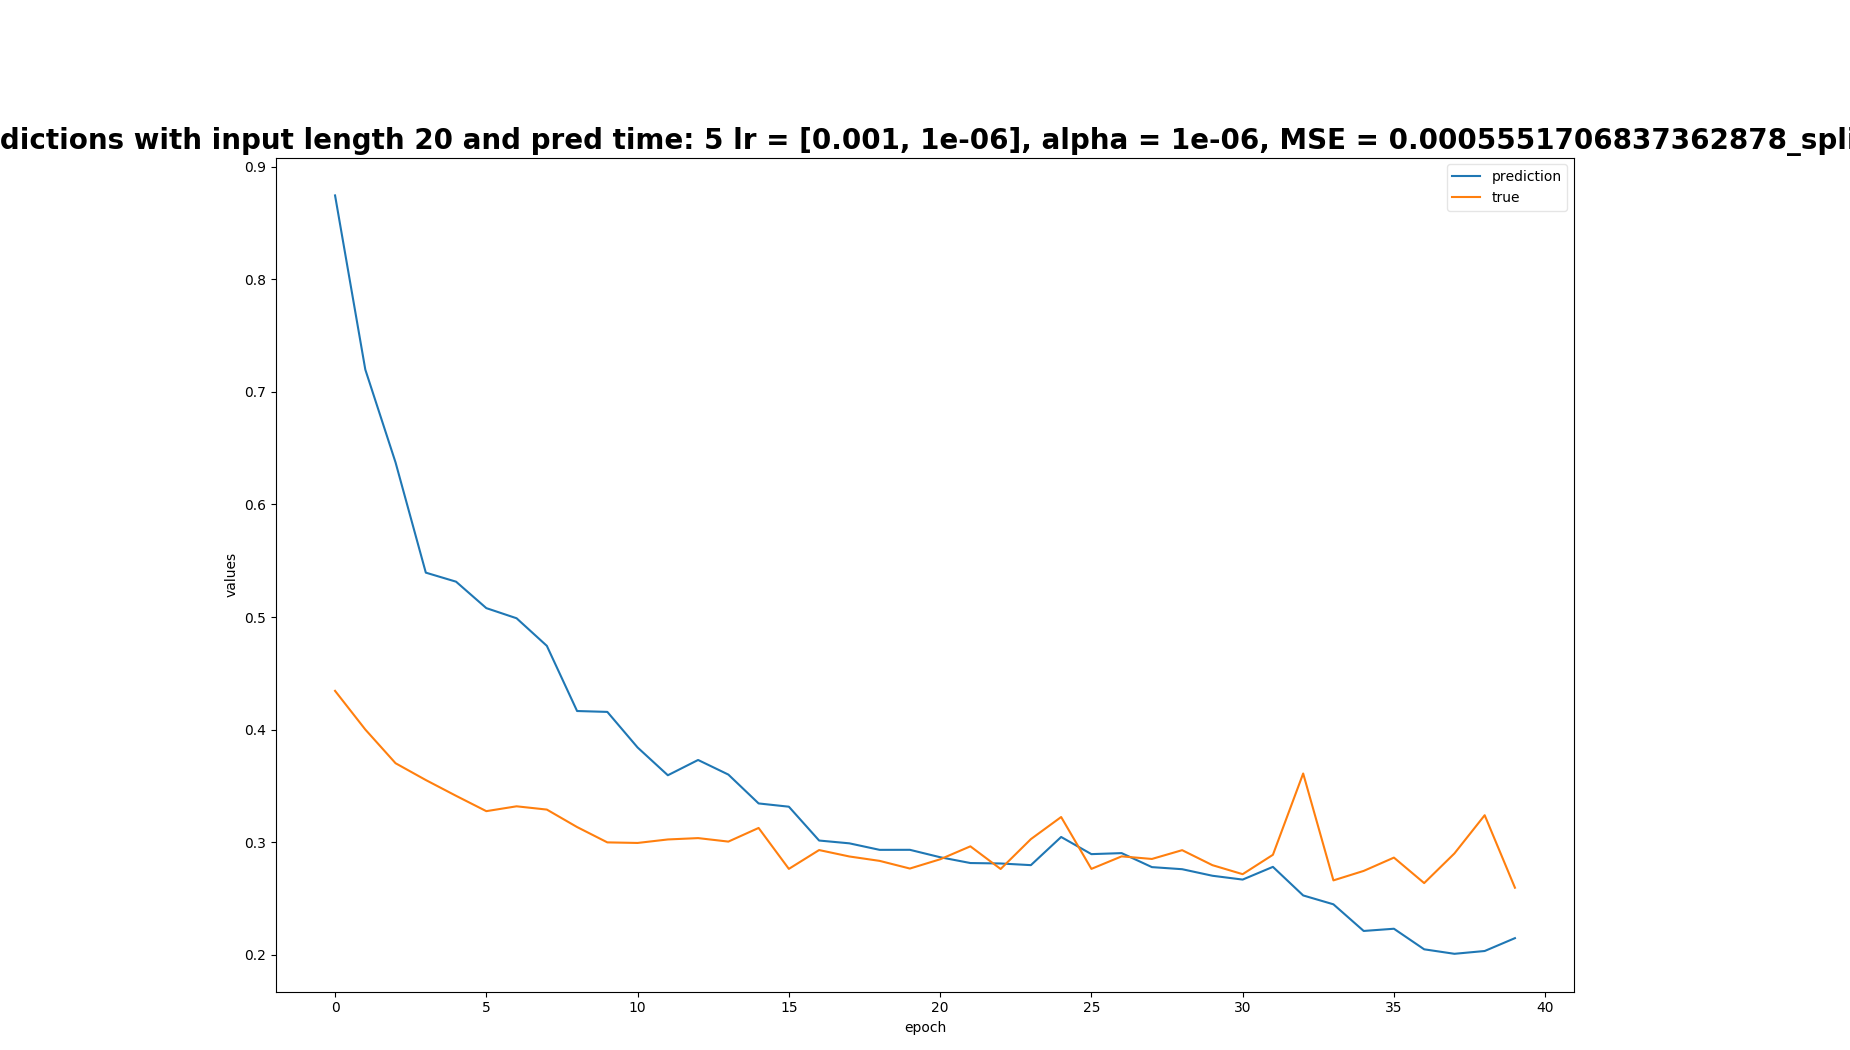 dictions with input length 20 and pred time: 5 lr = [0.001, 1e-06], alpha = 1e-06, MSE = 0.0005551706837362878_spli
prediction
true
0.9
0.8
0.7
0.6
0.5
0.4
0.3
0.2
values
0 5 10 15 20 25 30 35 40
epoch